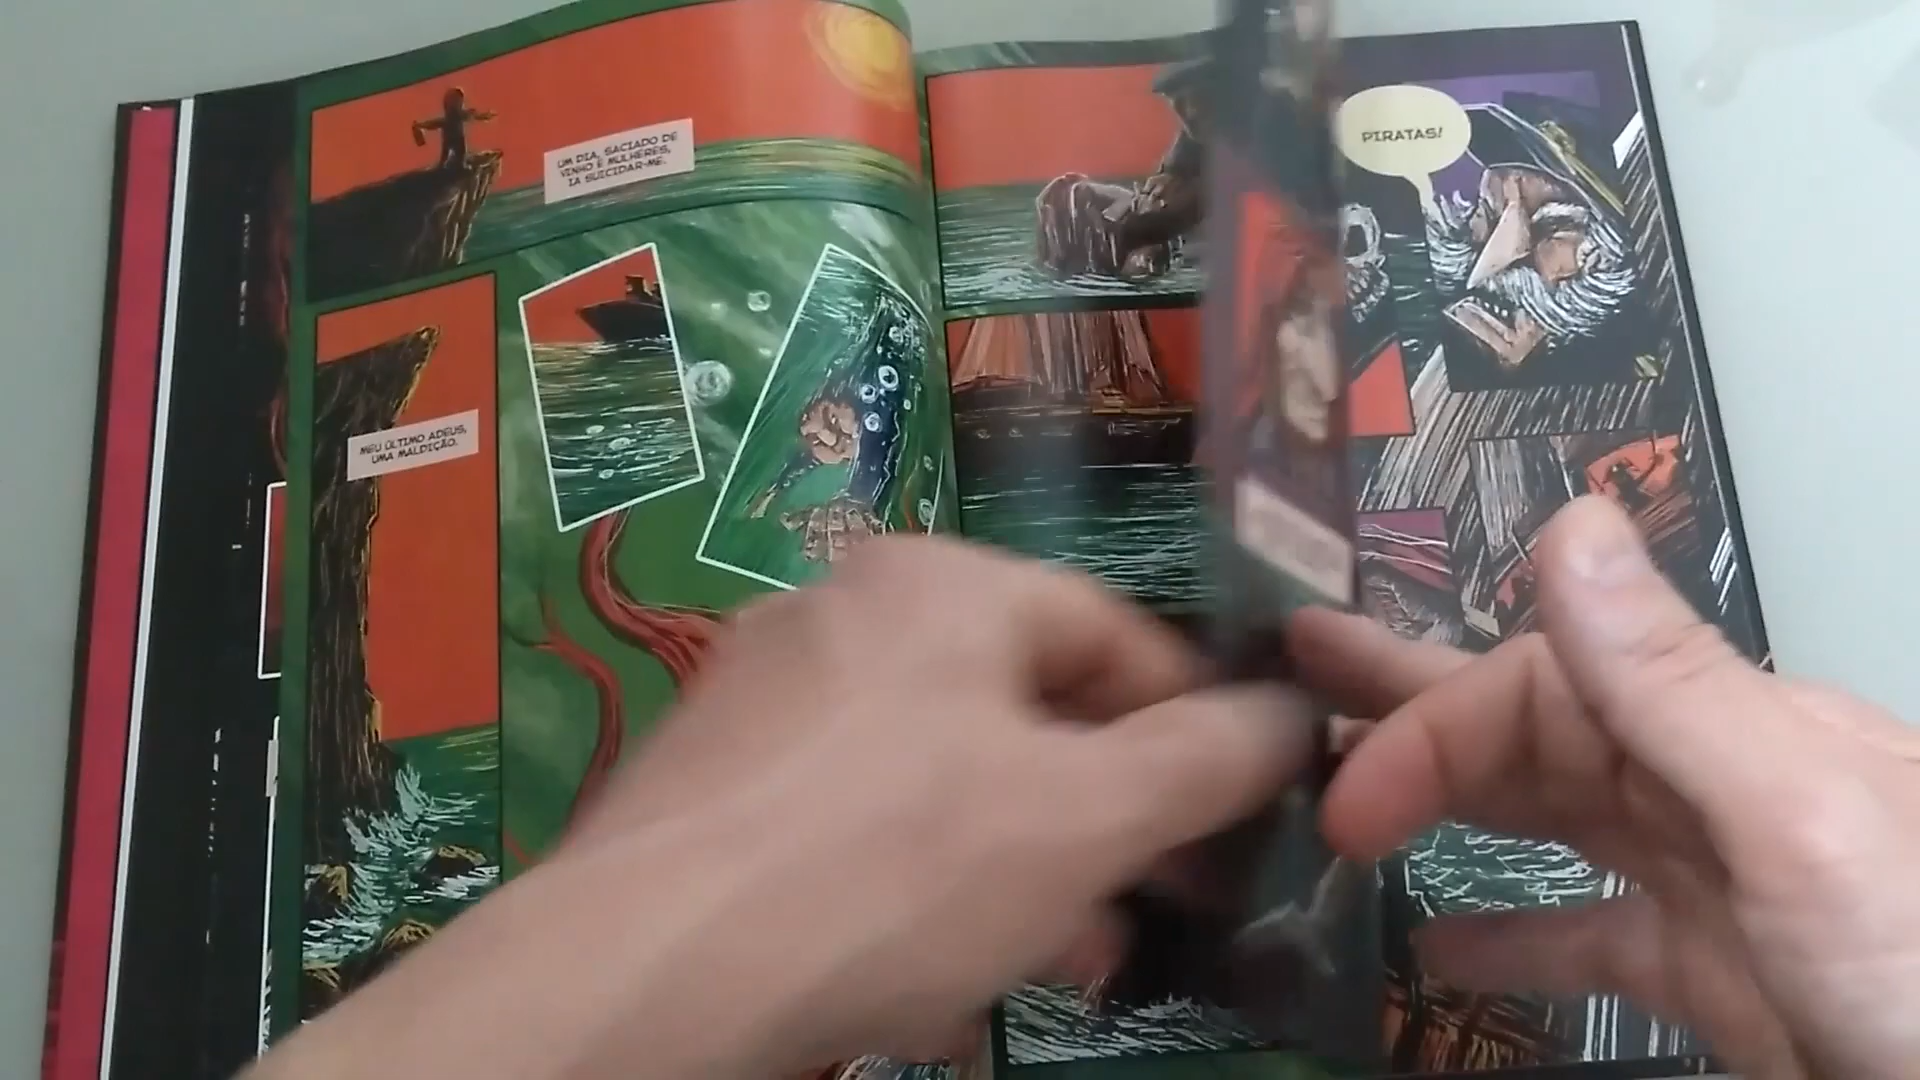 UM DIA, SACIADO DE
VINHO E MULHERES,
IA SUICIDAR-ME.
MEU ÚLTIMO ADEUS,
UMA MALDIÇÃO.
PIRATAS!